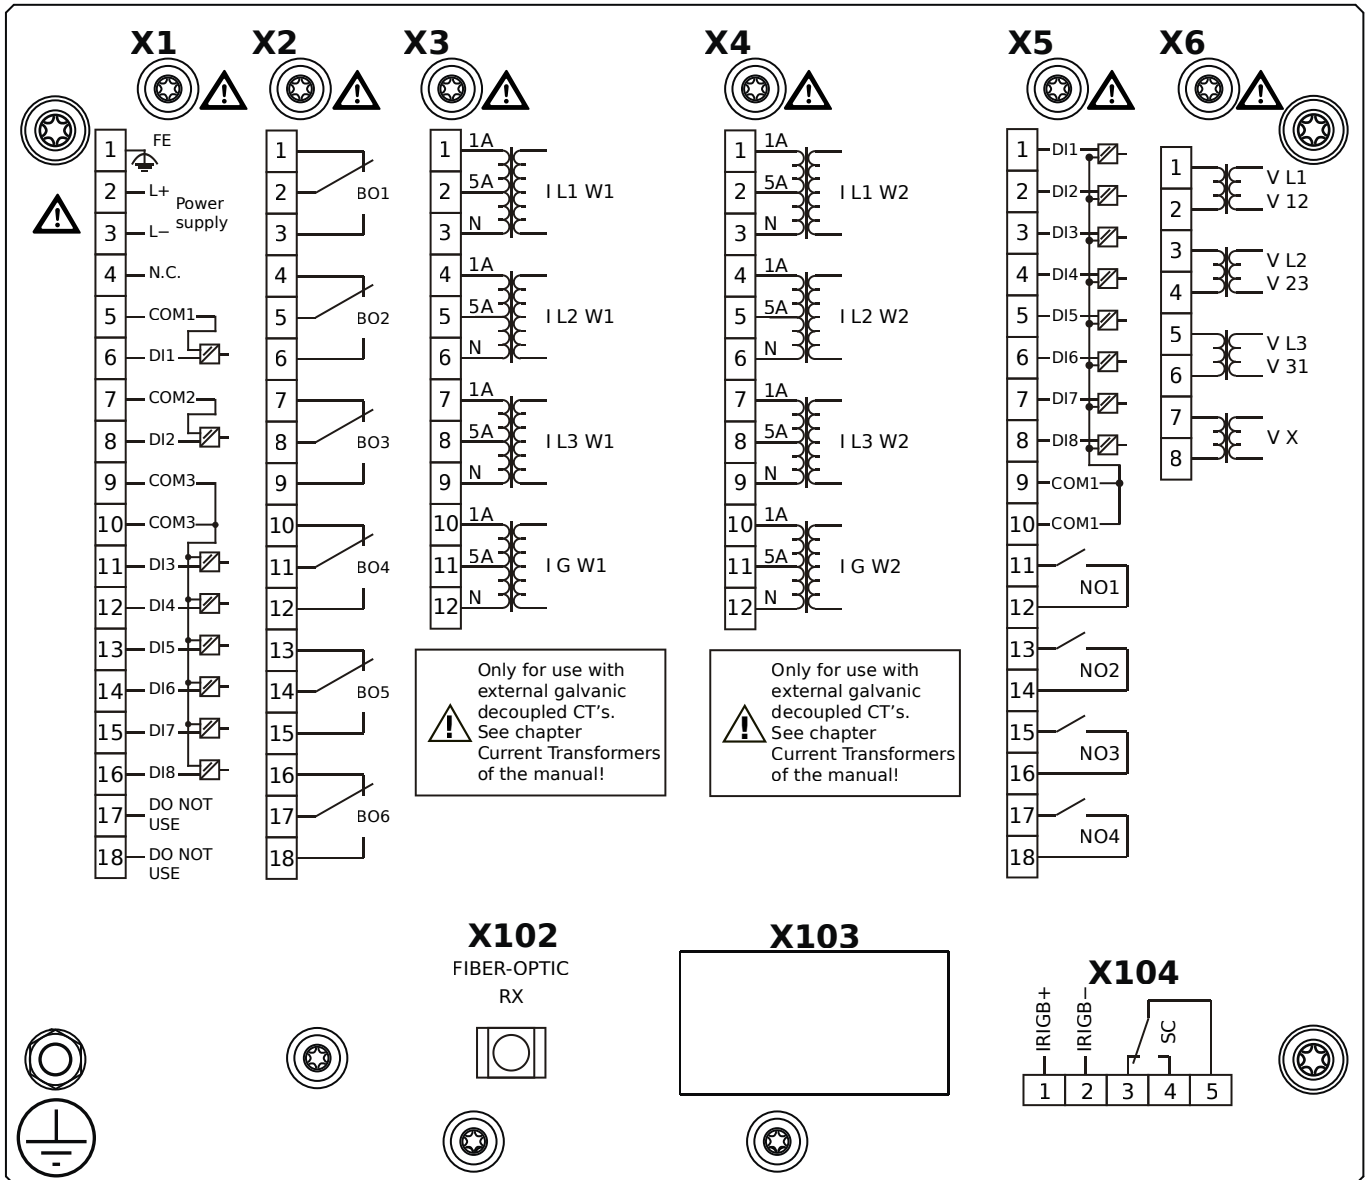 X1
X2
X3
X4
X5
X6
1
FE
2
L+
Power
supply
3
L−
4
N.C.
5
COM1
6
DI1
7
COM2
8
DI2
9
COM3
10
COM3
11
DI3
12
DI4
13
DI5
14
DI6
15
DI7
16
DI8
17
DO NOT
USE
18
DO NOT
USE
1
2
BO1
3
4
5
BO2
6
7
8
BO3
9
10
11
BO4
12
13
14
BO5
15
16
17
BO6
18
1
1A
2
5A
I L1 W1
3
N
4
1A
5
5A
I L2 W1
6
N
7
1A
8
5A
I L3 W1
9
N
10
1A
11
5A
I G W1
12
N
Only for use with
external galvanic
decoupled CT's.
See chapter
Current Transformers
of the manual!
1
1A
2
5A
I L1 W2
3
N
4
1A
5
5A
I L2 W2
6
N
7
1A
8
5A
I L3 W2
9
N
10
1A
11
5A
I G W2
12
N
Only for use with
external galvanic
decoupled CT's.
See chapter
Current Transformers
of the manual!
1
DI1
2
DI2
3
DI3
4
DI4
5
DI5
6
DI6
7
DI7
8
DI8
9
COM1
10
COM1
11
NO1
12
13
NO2
14
15
NO3
16
17
NO4
18
1
V L1
2
V 12
3
V L2
4
V 23
5
V L3
6
V 31
7
V X
8
X102
FIBER-OPTIC
RX
X103
X104
IRIGB+
IRIGB−
SC
1
2
3
4
5